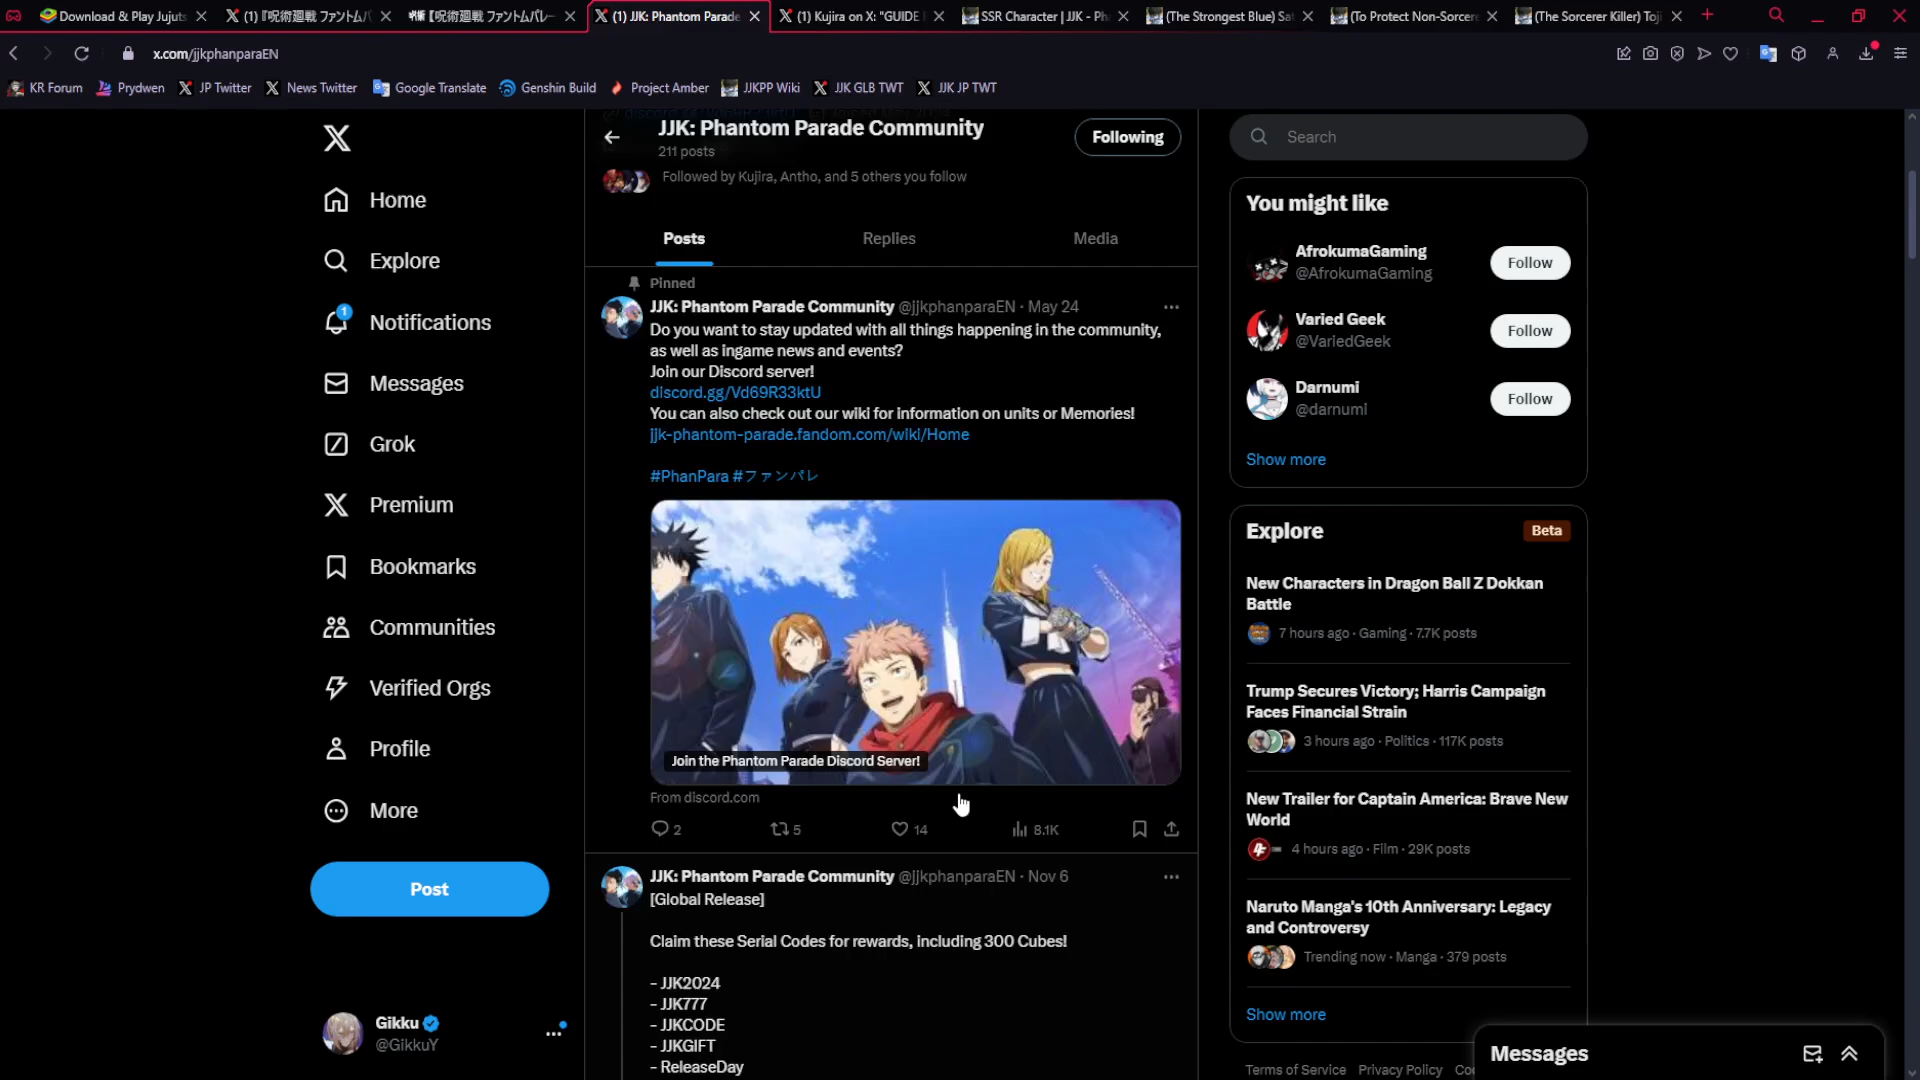 Download & Play Jujuts
(1)『呪術廻戦 ファントムパ
【呪術廻戦 ファントムパレー
(1) JJK: Phantom Parade
(1) Kujira on X: "GUIDE
SSR Character | JJK - Ph
(The Strongest Blue) Sa
(To Protect Non-Sorcere
(The Sorcerer Killer) Toji
x.com/jjkphanparaEN
KR Forum
Prydwen
JP Twitter
News Twitter
Google Translate
Genshin Build
Project Amber
JJKPP Wiki
JJK GLB TWT
JJK JP TWT
Home
Explore
1
Notifications
Messages
Grok
Premium
Bookmarks
Communities
Verified Orgs
Profile
More
Post
Gikku
@GikkuY
JJK: Phantom Parade Community
211 posts
Following
Followed by Kujira, Antho, and 5 others you follow
Posts
Replies
Media
Pinned
JJK: Phantom Parade Community @jjkphanparaEN · May 24
Do you want to stay updated with all things happening in the community,
as well as ingame news and events?
Join our Discord server!
discord.gg/Vd69R33ktU
You can also check out our wiki for information on units or Memories!
jjk-phantom-parade.fandom.com/wiki/Home
#PhanPara #ファンパレ
Join the Phantom Parade Discord Server!
From discord.com
2
5
14
8.1K
JJK: Phantom Parade Community @jjkphanparaEN · Nov 6
[Global Release]
Claim these Serial Codes for rewards, including 300 Cubes!
- JJK2024
- JJK777
- JJKCODE
- JJKGIFT
- ReleaseDay
Search
You might like
AfrokumaGaming
@AfrokumaGaming
Follow
Varied Geek
@VariedGeek
Follow
Darnumi
@darnumi
Follow
Show more
Explore
Beta
New Characters in Dragon Ball Z Dokkan
Battle
7 hours ago · Gaming · 7.7K posts
Trump Secures Victory; Harris Campaign
Faces Financial Strain
3 hours ago · Politics · 117K posts
New Trailer for Captain America: Brave New
World
4 hours ago · Film · 29K posts
Naruto Manga's 10th Anniversary: Legacy
and Controversy
Trending now · Manga · 379 posts
Show more
Terms of Service
Privacy Policy
Messages